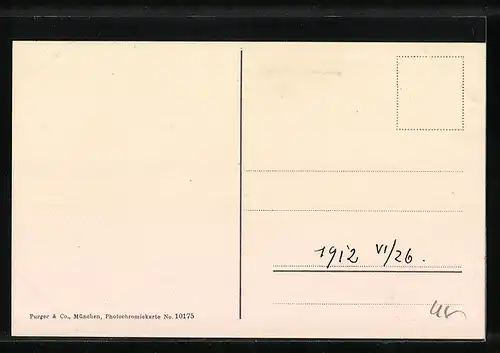 1912 VI/26.
Purger & Co., München, Photochromiekarte No. 10175